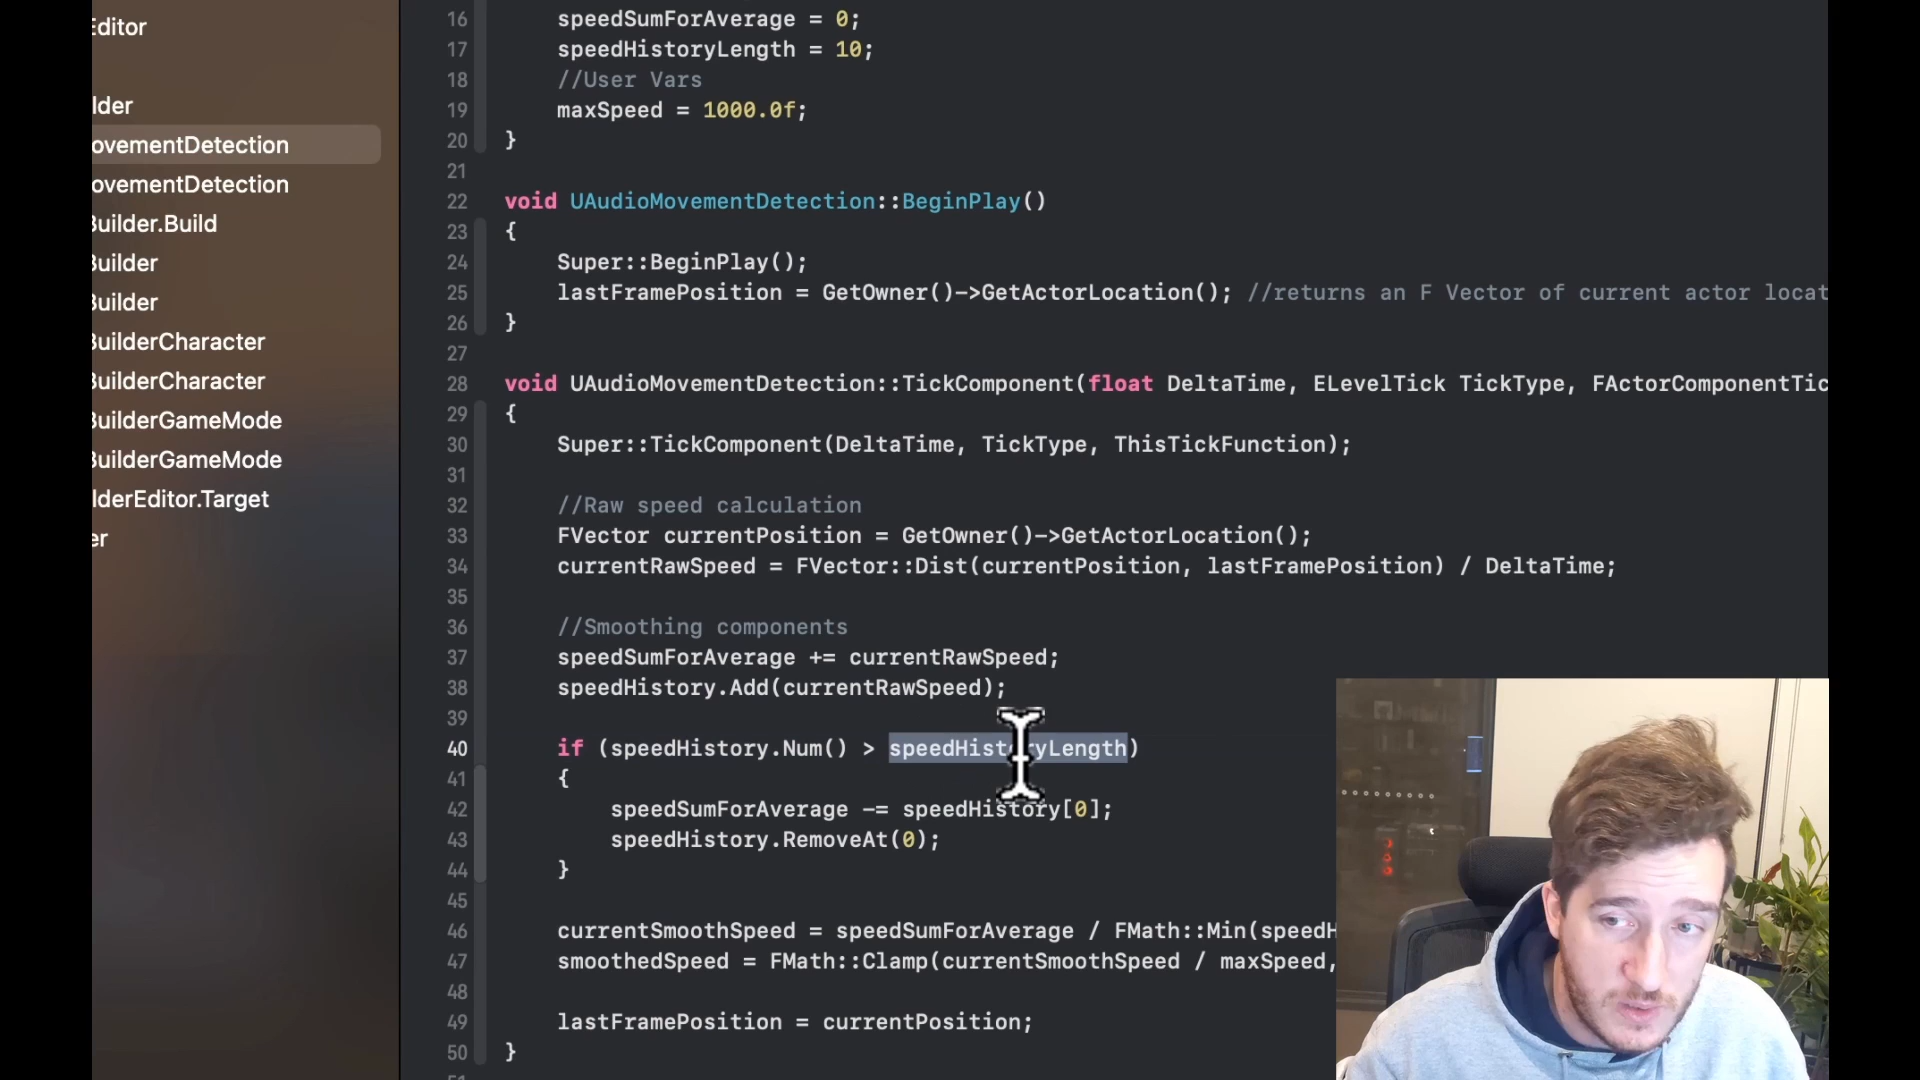 Editor
lder
ovementDetection
ovementDetection
Builder.Build
Builder
Builder
BuilderCharacter
BuilderCharacter
BuilderGameMode
BuilderGameMode
lderEditor.Target
er
16 speedSumForAverage = 0;
17 speedHistoryLength = 10;
18 //User Vars
19 maxSpeed = 1000.0f;
20 }
21
22 void UAudioMovementDetection::BeginPlay()
23 {
24 Super::BeginPlay();
25 lastFramePosition = GetOwner()->GetActorLocation(); //returns an F Vector of current actor locat
26 }
27
28 void UAudioMovementDetection::TickComponent(float DeltaTime, ELevelTick TickType, FActorComponentTic
29 {
30 Super::TickComponent(DeltaTime, TickType, ThisTickFunction);
31
32 //Raw speed calculation
33 FVector currentPosition = GetOwner()->GetActorLocation();
34 currentRawSpeed = FVector::Dist(currentPosition, lastFramePosition) / DeltaTime;
35
36 //Smoothing components
37 speedSumForAverage += currentRawSpeed;
38 speedHistory.Add(currentRawSpeed);
39
40 if (speedHistory.Num() > speedHistoryLength)
41 {
42 speedSumForAverage -= speedHistory[0];
43 speedHistory.RemoveAt(0);
44 }
45
46 currentSmoothSpeed = speedSumForAverage / FMath::Min(speedH
47 smoothedSpeed = FMath::Clamp(currentSmoothSpeed / maxSpeed,
48
49 lastFramePosition = currentPosition;
50 }